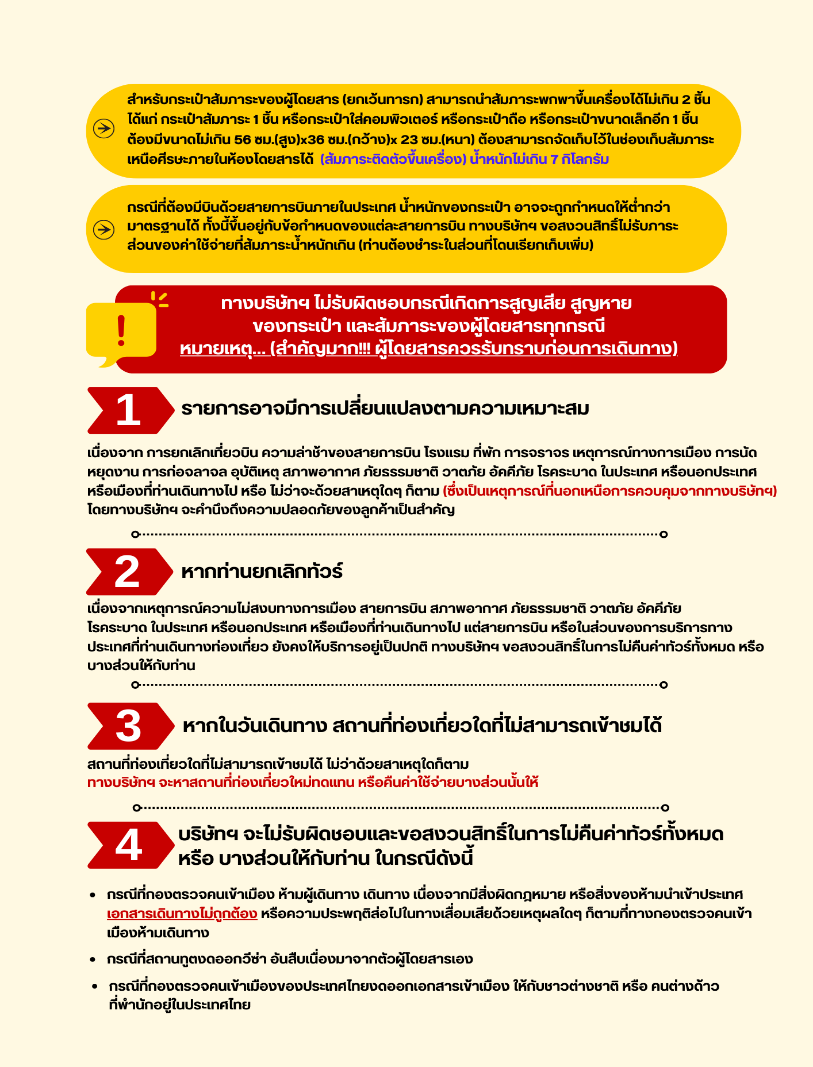 สำหรับกระเป๋าสัมภาระของผู้โดยสาร (ยกเว้นทารก) สามารถนำสัมภาระพกพาขึ้นเครื่องได้ไม่เกิน 2 ชิ้น
ได้แก่ กระเป๋าสัมภาระ 1 ชิ้น หรือกระเป๋าใส่คอมพิวเตอร์ หรือกระเป๋าถือ หรือกระเป๋าขนาดเล็กอีก 1 ชิ้น
ต้องมีขนาดไม่เกิน 56 ซม.(สูง)x36 ซม.(กว้าง)x 23 ซม.(หนา) ต้องสามารถจัดเก็บไว้ในช่องเก็บสัมภาระ
เหนือศีรษะภายในห้องโดยสารได้ (สัมภาระติดตัวขึ้นเครื่อง) น้ำหนักไม่เกิน 7 กิโลกรัม
กรณีที่ต้องมีบินด้วยสายการบินภายในประเทศ น้ำหนักของกระเป๋า อาจจะถูกกำหนดให้ต่ำกว่า
มาตรฐานได้ ทั้งนี้ขึ้นอยู่กับข้อกำหนดของแต่ละสายการบิน ทางบริษัทฯ ขอสงวนสิทธิ์ไม่รับภาระ
ส่วนของค่าใช้จ่ายที่สัมภาระน้ำหนักเกิน (ท่านต้องชำระในส่วนที่โดนเรียกเก็บเพิ่ม)
ทางบริษัทฯ ไม่รับผิดชอบกรณีเกิดการสูญเสีย สูญหาย
ของกระเป๋า และสัมภาระของผู้โดยสารทุกกรณี
หมายเหตุ... (สำคัญมาก!!! ผู้โดยสารควรรับทราบก่อนการเดินทาง)
!
1 รายการอาจมีการเปลี่ยนแปลงตามความเหมาะสม
เนื่องจาก การยกเลิกเที่ยวบิน ความล่าช้าของสายการบิน โรงแรม ที่พัก การจราจร เหตุการณ์ทางการเมือง การนัด
หยุดงาน การก่อจลาจล อุบัติเหตุ สภาพอากาศ ภัยธรรมชาติ วาตภัย อัคคีภัย โรคระบาด ในประเทศ หรือนอกประเทศ
หรือเมืองที่ท่านเดินทางไป หรือ ไม่ว่าจะด้วยสาเหตุใดๆ ก็ตาม (ซึ่งเป็นเหตุการณ์ที่นอกเหนือการควบคุมจากทางบริษัทฯ)
โดยทางบริษัทฯ จะคำนึงถึงความปลอดภัยของลูกค้าเป็นสำคัญ
2 หากท่านยกเลิกทัวร์
เนื่องจากเหตุการณ์ความไม่สงบทางการเมือง สายการบิน สภาพอากาศ ภัยธรรมชาติ วาตภัย อัคคีภัย
โรคระบาด ในประเทศ หรือนอกประเทศ หรือเมืองที่ท่านเดินทางไป แต่สายการบิน หรือในส่วนของการบริการทาง
ประเทศที่ท่านเดินทางท่องเที่ยว ยังคงให้บริการอยู่เป็นปกติ ทางบริษัทฯ ขอสงวนสิทธิ์ในการไม่คืนค่าทัวร์ทั้งหมด หรือ
บางส่วนให้กับท่าน
3 หากในวันเดินทาง สถานที่ท่องเที่ยวใดที่ไม่สามารถเข้าชมได้
สถานที่ท่องเที่ยวใดที่ไม่สามารถเข้าชมได้ ไม่ว่าด้วยสาเหตุใดก็ตาม
ทางบริษัทฯ จะหาสถานที่ท่องเที่ยวใหม่ทดแทน หรือคืนค่าใช้จ่ายบางส่วนนั้นให้
4 บริษัทฯ จะไม่รับผิดชอบและขอสงวนสิทธิ์ในการไม่คืนค่าทัวร์ทั้งหมด
หรือ บางส่วนให้กับท่าน ในกรณีดังนี้
• กรณีที่กองตรวจคนเข้าเมือง ห้ามผู้เดินทาง เดินทาง เนื่องจากมีสิ่งผิดกฎหมาย หรือสิ่งของห้ามนำเข้าประเทศ
เอกสารเดินทางไม่ถูกต้อง หรือความประพฤติส่อไปในทางเสื่อมเสียด้วยเหตุผลใดๆ ก็ตามที่ทางกองตรวจคนเข้า
เมืองห้ามเดินทาง
• กรณีที่สถานทูตงดออกวีซ่า อันสืบเนื่องมาจากตัวผู้โดยสารเอง
• กรณีที่กองตรวจคนเข้าเมืองของประเทศไทยงดออกเอกสารเข้าเมือง ให้กับชาวต่างชาติ หรือ คนต่างด้าว
ที่พำนักอยู่ในประเทศไทย